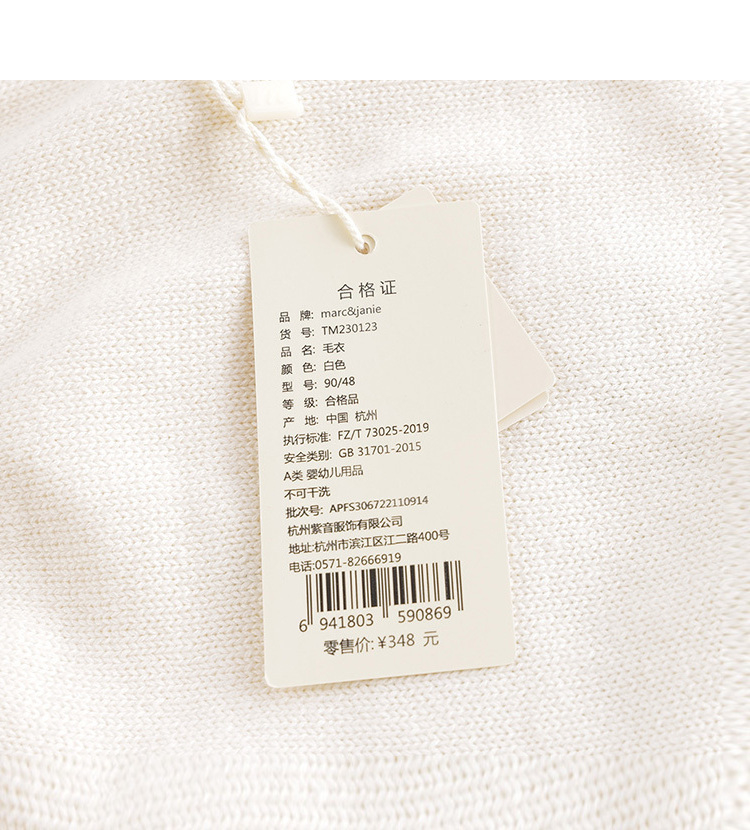 合格证
品 牌: marc&janie
货 号: TM230123
品 名: 毛衣
颜 色: 白色
型 号: 90/48
等 级: 合格品
产 地: 中国 杭州
执行标准: FZ/T 73025-2019
安全类别: GB 31701-2015
A类 婴幼儿用品
不可干洗
批次号: APFS306722110914
杭州紫音服饰有限公司
地址:杭州市滨江区江二路400号
电话:0571-82666919
6 941803 590869
零售价:¥348 元